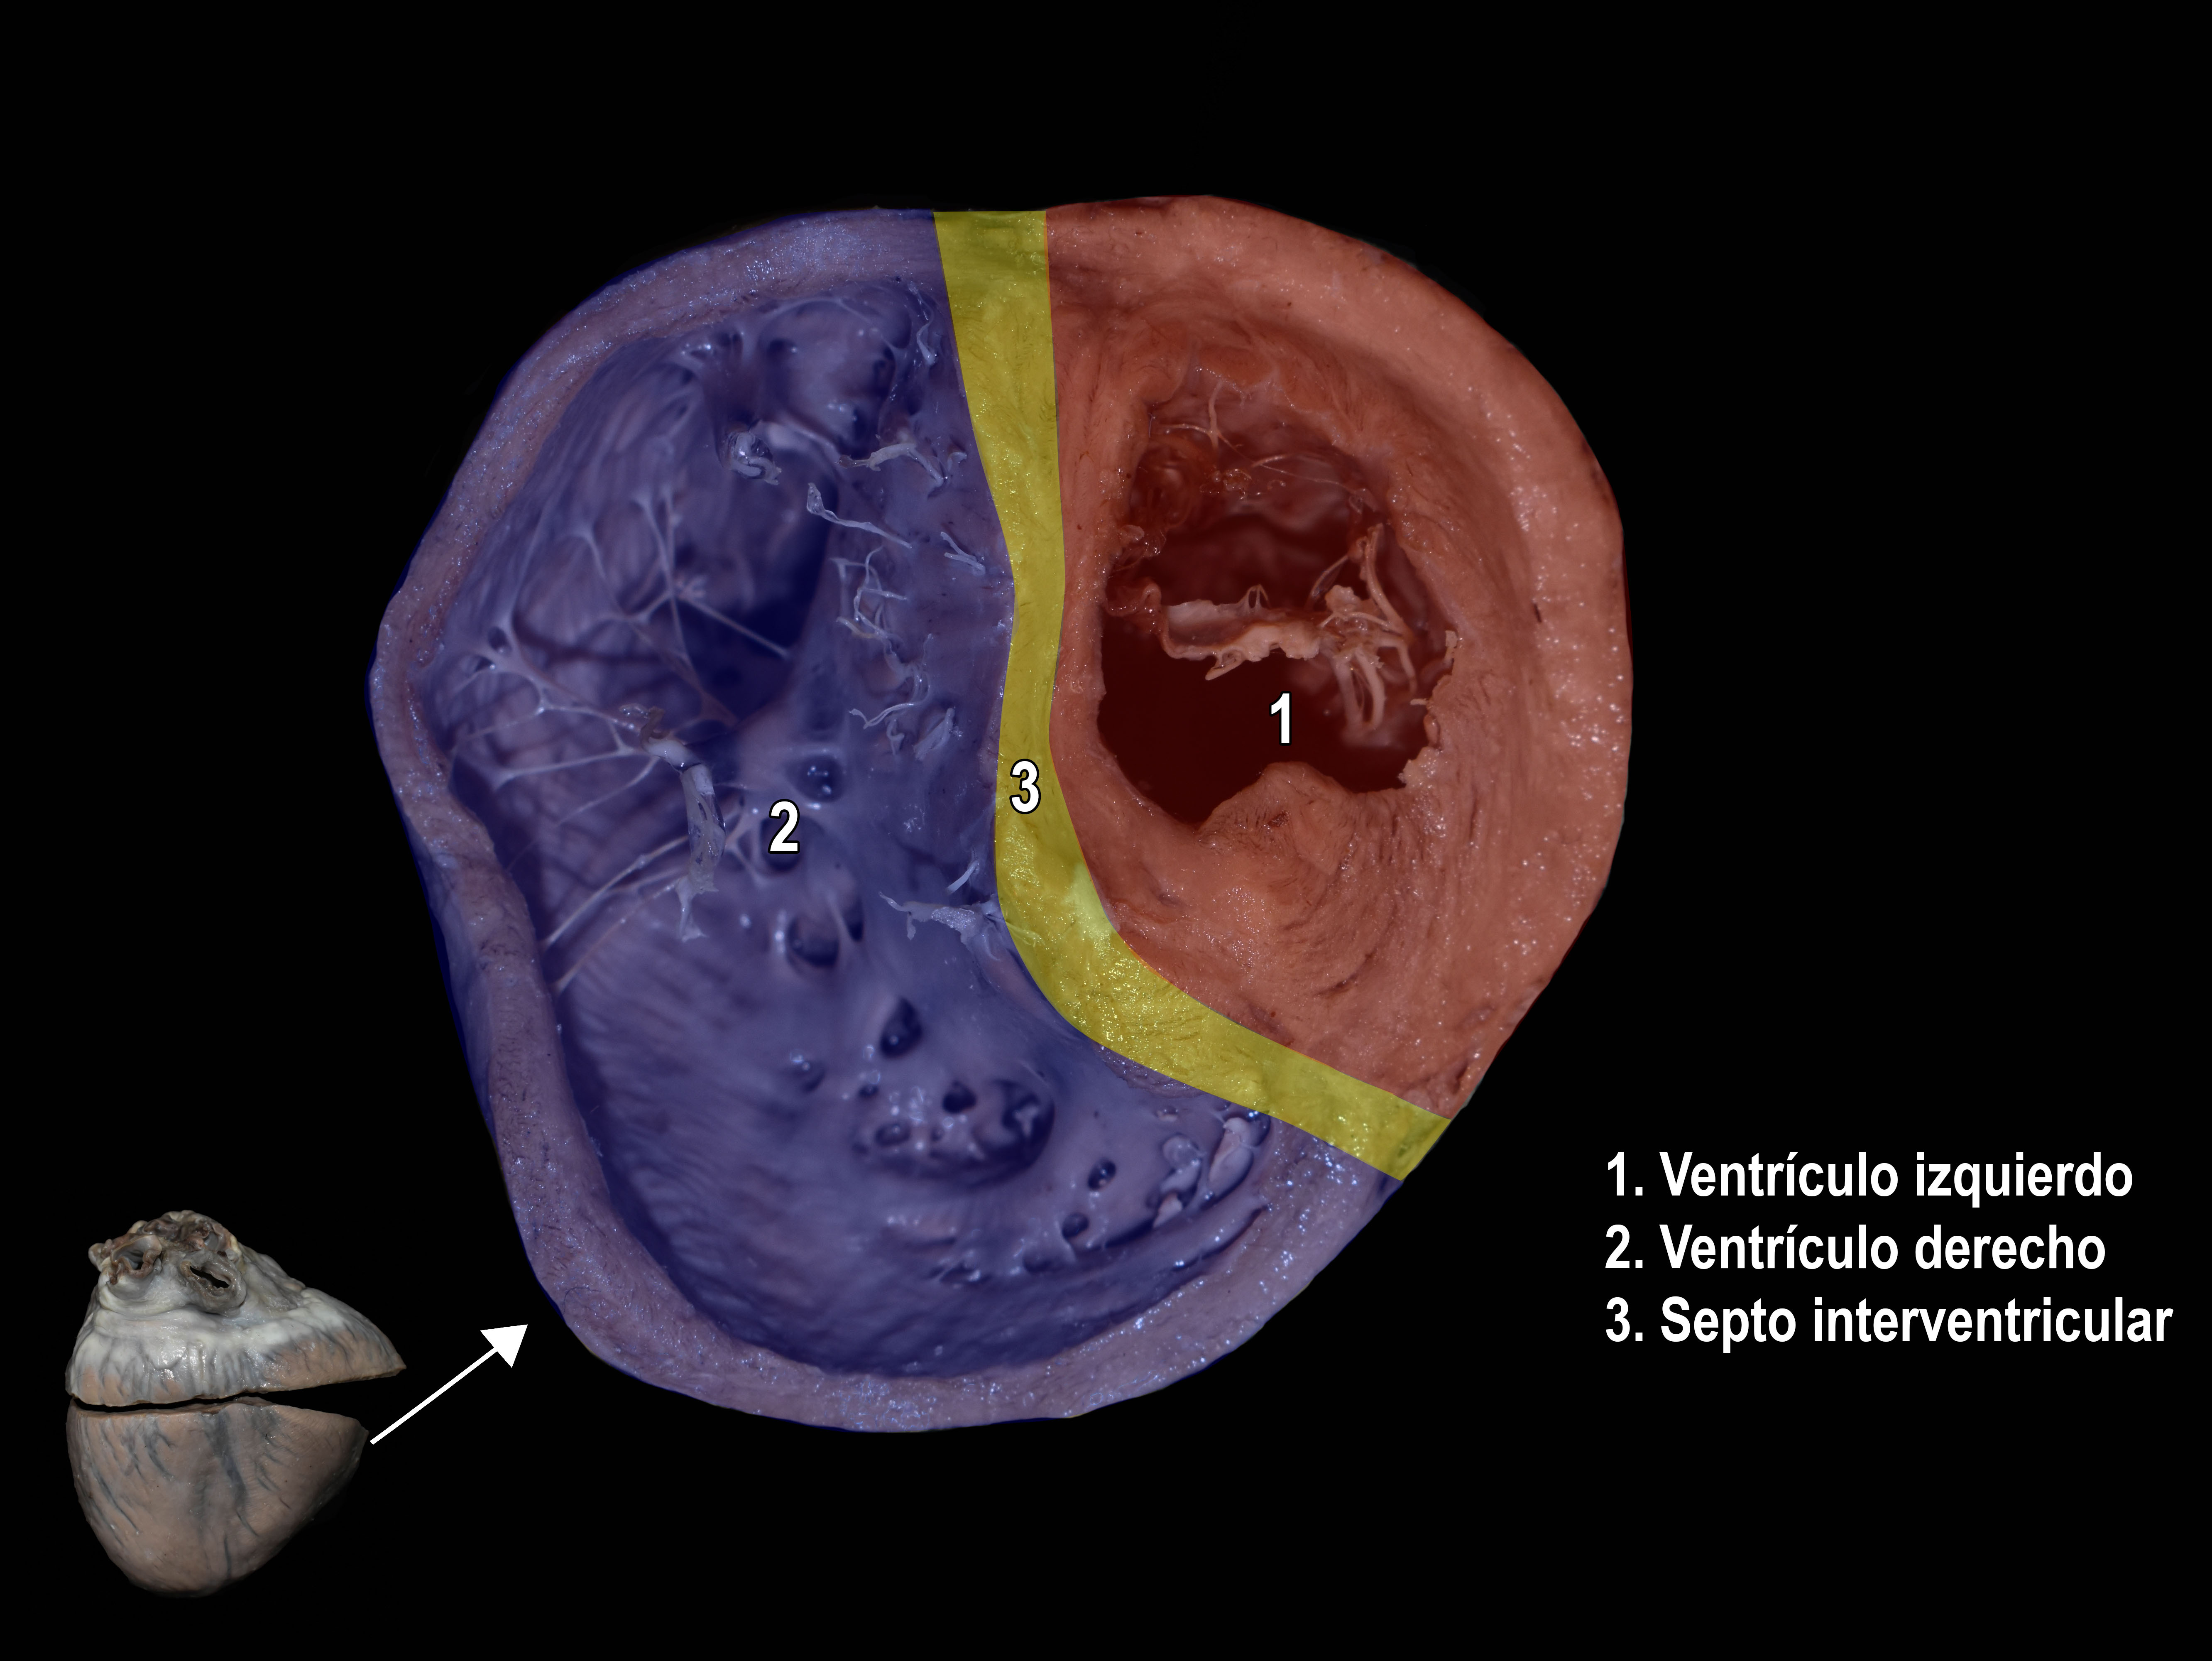 1
2
3
1. Ventrículo izquierdo
2. Ventrículo derecho
3. Septo interventricular